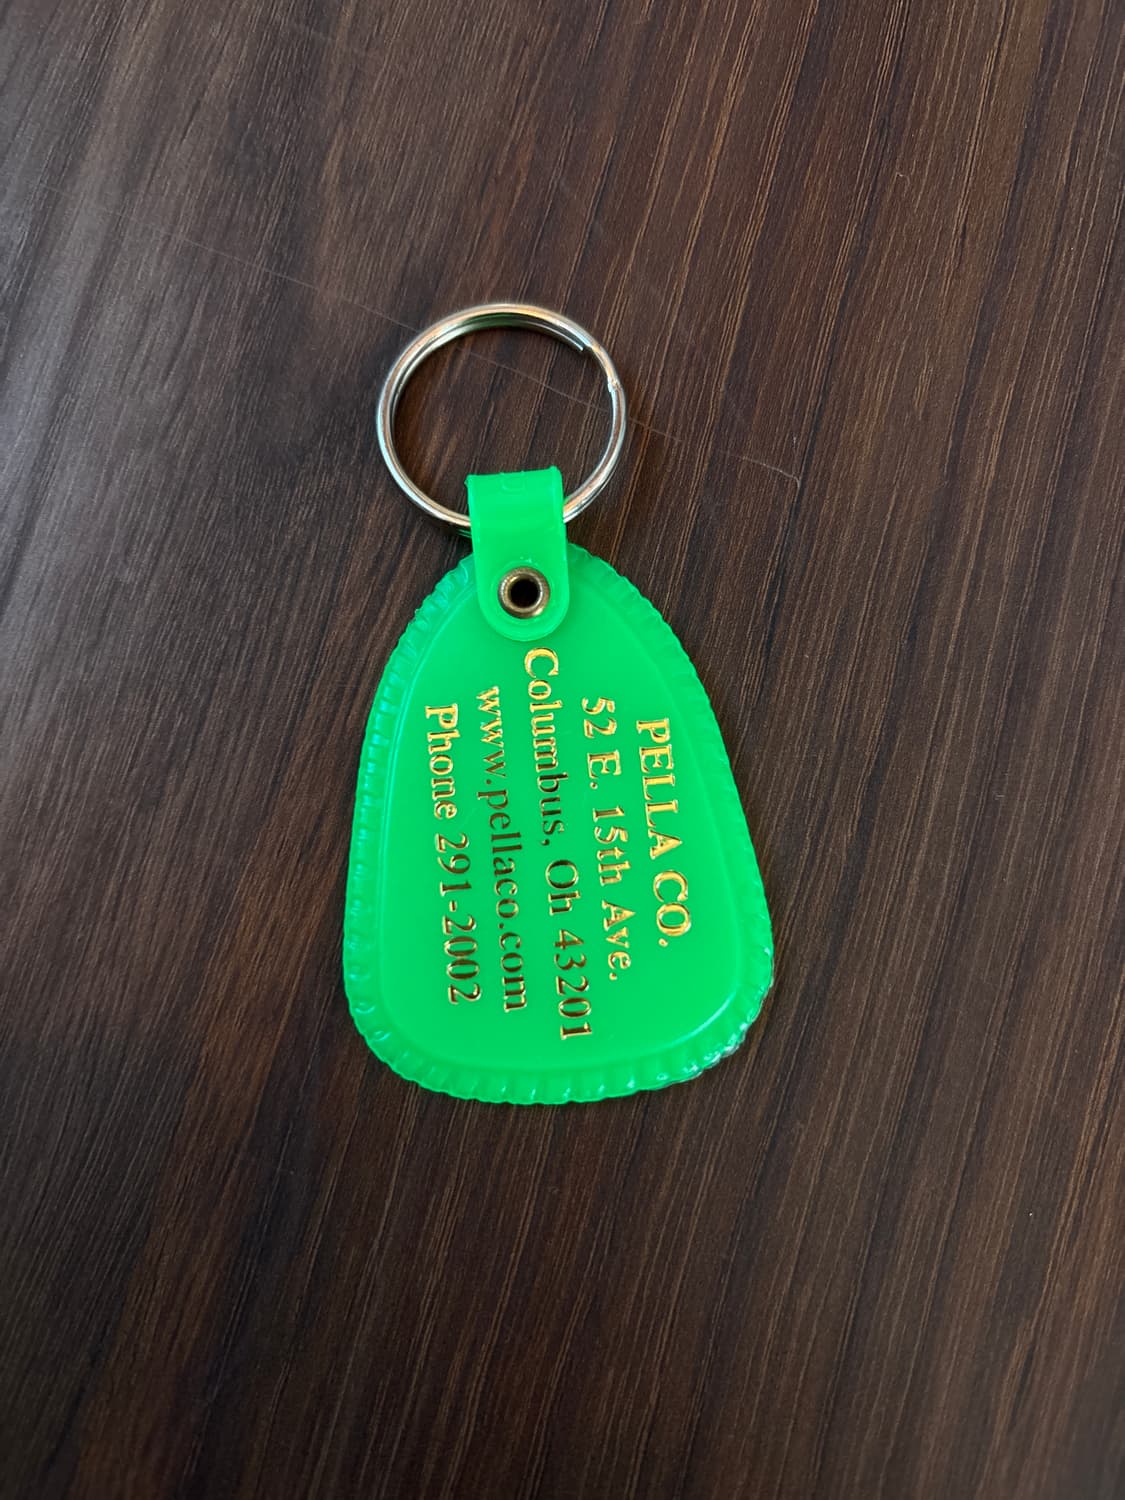 PELLA CO.
52 E. 15th Ave.
Columbus, Oh 43201
www.pellaco.com
Phone 291-2002